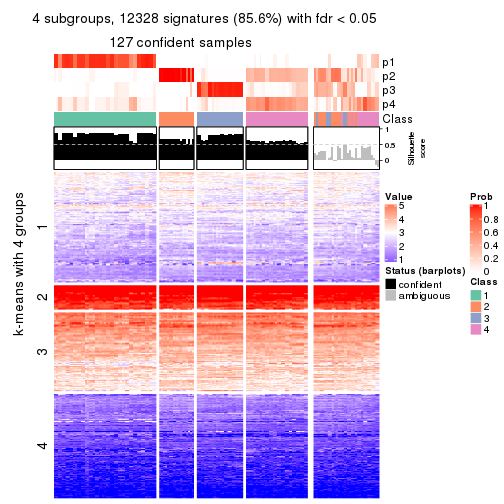 4 subgroups, 12328 signatures (85.6%) with fdr < 0.05
127 confident samples
p1
p2
p3
p4
Class
1
0.5
0
Silhouette
score
k-means with 4 groups
1
2
3
4
Value
5
4
3
2
1
Status (barplots)
confident
ambiguous
Prob
1
0.8
0.6
0.4
0.2
0
Class
1
2
3
4